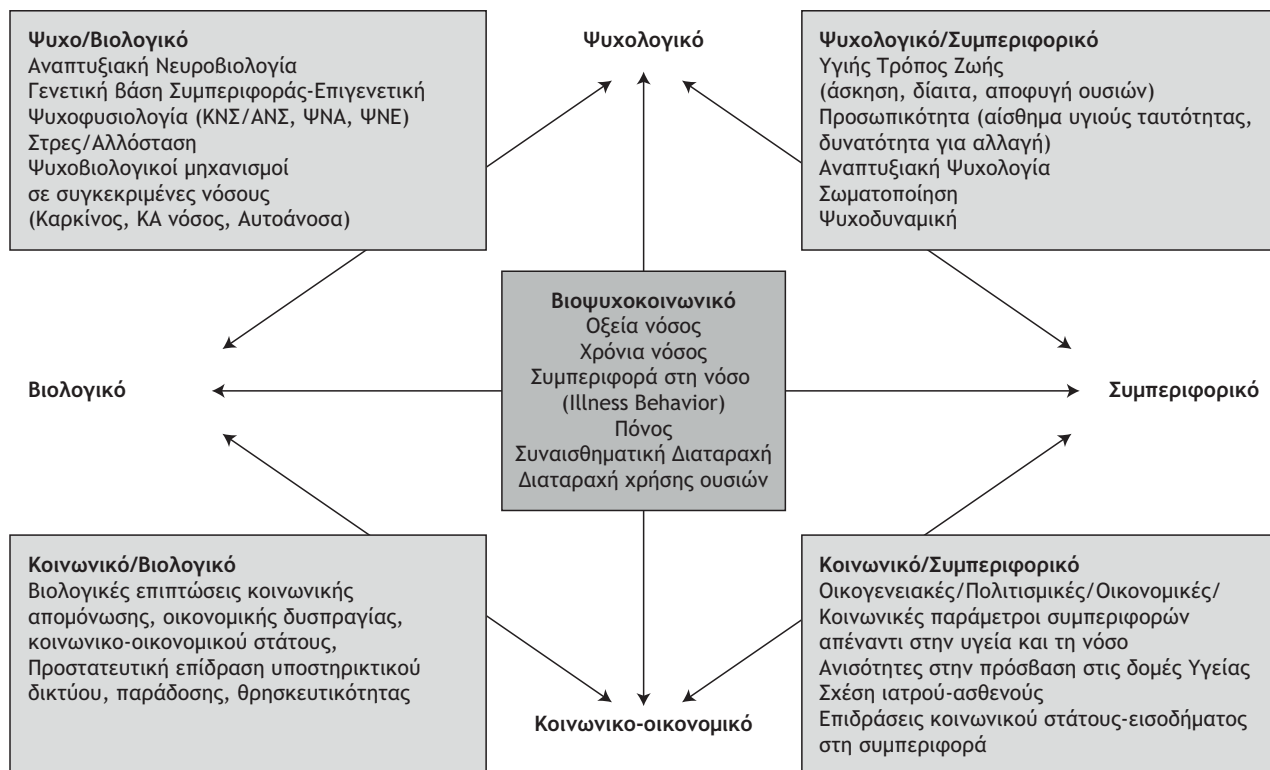 Ψυχο/Βιολογικό
Αναπτυξιακή Νευροβιολογία
Γενετική βάση Συμπεριφοράς-Επιγενετική
Ψυχοφυσιολογία (ΚΝΣ/ΑΝΣ, ΨΝΑ, ΨΝΕ)
Στρες/Αλλόσταση
Ψυχοβιολογικοί μηχανισμοί
σε συγκεκριμένες νόσους
(Καρκίνος, ΚΑ νόσος, Αυτοάνοσα)
Ψυχολογικό
Ψυχολογικό/Συμπεριφορικό
Υγιής Τρόπος Ζωής
(άσκηση, δίαιτα, αποφυγή ουσιών)
Προσωπικότητα (αίσθημα υγιούς ταυτότητας,
δυνατότητα για αλλαγή)
Αναπτυξιακή Ψυχολογία
Σωματοποίηση
Ψυχοδυναμική
Βιολογικό
Βιοψυχοκοινωνικό
Οξεία νόσος
Χρόνια νόσος
Συμπεριφορά στη νόσο
(Illness Behavior)
Πόνος
Συναισθηματική Διαταραχή
Διαταραχή χρήσης ουσιών
Συμπεριφορικό
Κοινωνικό/Βιολογικό
Βιολογικές επιπτώσεις κοινωνικής
απομόνωσης, οικονομικής δυσπραγίας,
κοινωνικο-οικονομικού στάτους,
Προστατευτική επίδραση υποστηρικτικού
δικτύου, παράδοσης, θρησκευτικότητας
Κοινωνικο-οικονομικό
Κοινωνικό/Συμπεριφορικό
Οικογενειακές/Πολιτισμικές/Οικονομικές/
Κοινωνικές παράμετροι συμπεριφορών
απέναντι στην υγεία και τη νόσο
Ανισότητες στην πρόσβαση στις δομές Υγείας
Σχέση ιατρού-ασθενούς
Επιδράσεις κοινωνικού στάτους-εισοδήματος
στη συμπεριφορά